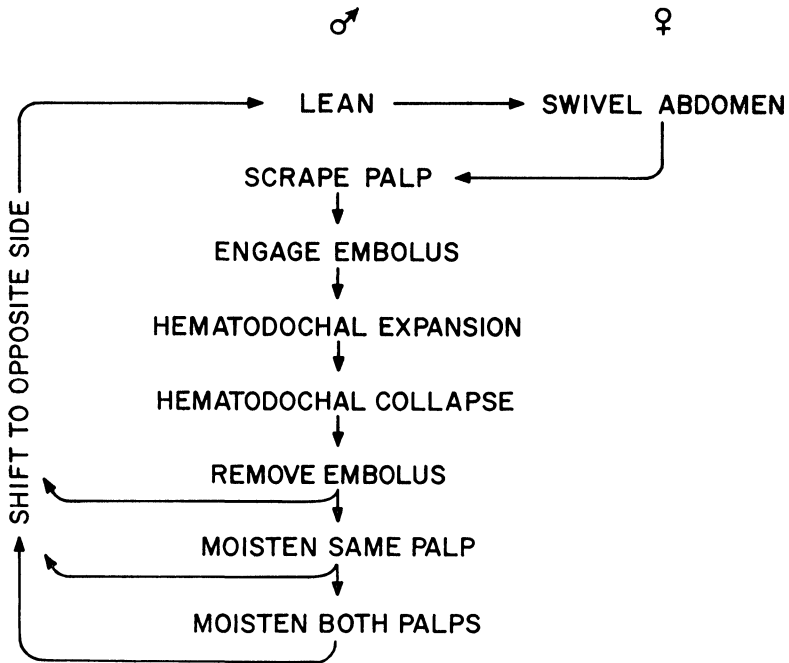 ♂ ♀
LEAN SWIVEL ABDOMEN
SCRAPE PALP
ENGAGE EMBOLUS
HEMATODOCHAL EXPANSION
HEMATODOCHAL COLLAPSE
REMOVE EMBOLUS
MOISTEN SAME PALP
MOISTEN BOTH PALPS
SHIFT TO OPPOSITE SIDE